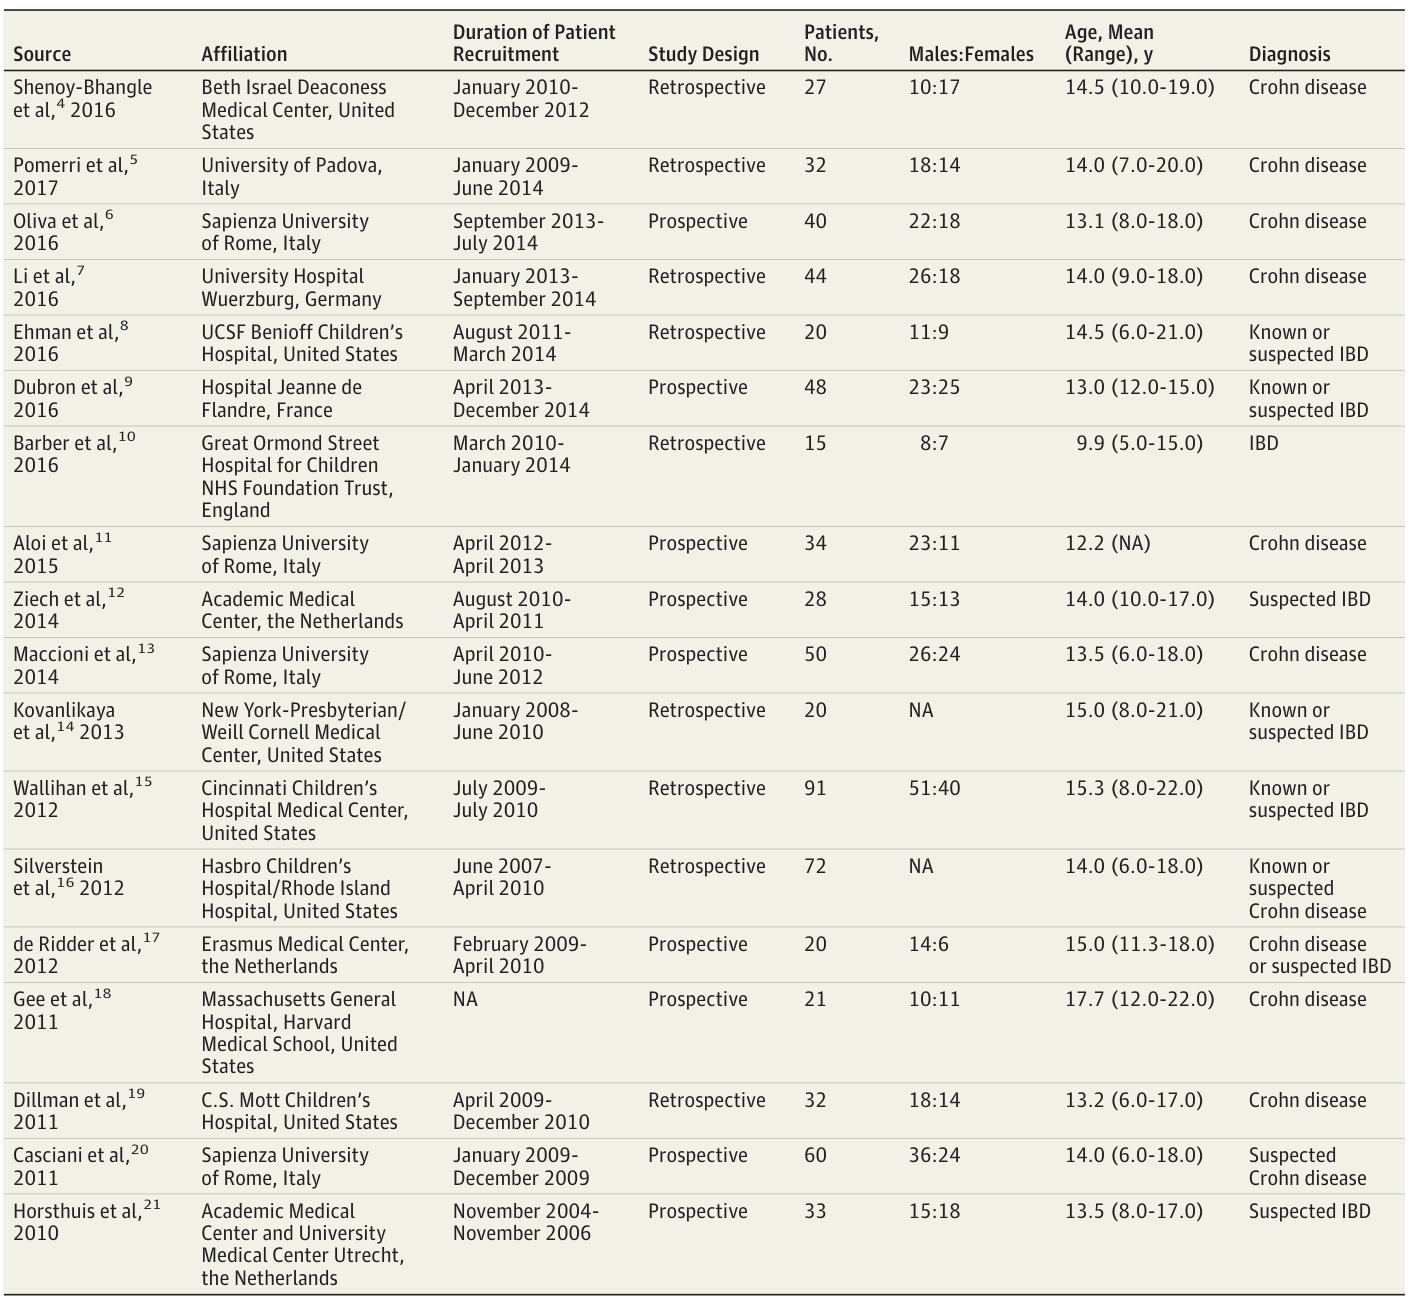 Source Affiliation Duration of Patient Recruitment Study Design Patients, No. Males:Females Age, Mean (Range), y Diagnosis
Shenoy-Bhangle Beth Israel Deaconess January 2010- Retrospective 27 10:17 14.5 (10.0-19.0) Crohn disease
et al,4 2016 Medical Center, United December 2012
States
Pomerri et al,5 University of Padova, January 2009- Retrospective 32 18:14 14.0 (7.0-20.0) Crohn disease
2017 Italy June 2014
Oliva et al,6 Sapienza University September 2013- Prospective 40 22:18 13.1 (8.0-18.0) Crohn disease
2016 of Rome, Italy July 2014
Li et al,7 University Hospital January 2013- Retrospective 44 26:18 14.0 (9.0-18.0) Crohn disease
2016 Wuerzburg, Germany September 2014
Ehman et al,8 UCSF Benioff Children's August 2011- Retrospective 20 11:9 14.5 (6.0-21.0) Known or
2016 Hospital, United States March 2014 suspected IBD
Dubron et al,9 Hospital Jeanne de April 2013- Prospective 48 23:25 13.0 (12.0-15.0) Known or
2016 Flandre, France December 2014 suspected IBD
Barber et al,10 Great Ormond Street March 2010- Retrospective 15 8:7 9.9 (5.0-15.0) IBD
2016 Hospital for Children January 2014
NHS Foundation Trust,
England
Aloi et al,11 Sapienza University April 2012- Prospective 34 23:11 12.2 (NA) Crohn disease
2015 of Rome, Italy April 2013
Ziech et al,12 Academic Medical August 2010- Prospective 28 15:13 14.0 (10.0-17.0) Suspected IBD
2014 Center, the Netherlands April 2011
Maccioni et al,13 Sapienza University April 2010- Prospective 50 26:24 13.5 (6.0-18.0) Crohn disease
2014 of Rome, Italy June 2012
Kovanlikaya New York-Presbyterian/ January 2008- Retrospective 20 NA 15.0 (8.0-21.0) Known or
et al,14 2013 Weill Cornell Medical June 2010 suspected IBD
Center, United States
Wallihan et al,15 Cincinnati Children's July 2009- Retrospective 91 51:40 15.3 (8.0-22.0) Known or
2012 Hospital Medical Center, July 2010 suspected IBD
United States
Silverstein Hasbro Children's June 2007- Retrospective 72 NA 14.0 (6.0-18.0) Known or
et al,16 2012 Hospital/Rhode Island April 2010 suspected
Hospital, United States Crohn disease
de Ridder et al,17 Erasmus Medical Center, February 2009- Prospective 20 14:6 15.0 (11.3-18.0) Crohn disease
2012 the Netherlands April 2010 or suspected IBD
Gee et al,18 Massachusetts General NA Prospective 21 10:11 17.7 (12.0-22.0) Crohn disease
2011 Hospital, Harvard
Medical School, United
States
Dillman et al,19 C.S. Mott Children's April 2009- Retrospective 32 18:14 13.2 (6.0-17.0) Crohn disease
2011 Hospital, United States December 2010
Casciani et al,20 Sapienza University January 2009- Prospective 60 36:24 14.0 (6.0-18.0) Suspected
2011 of Rome, Italy December 2009 Crohn disease
Horsthuis et al,21 Academic Medical November 2004- Prospective 33 15:18 13.5 (8.0-17.0) Suspected IBD
2010 Center and University November 2006
Medical Center Utrecht,
the Netherlands